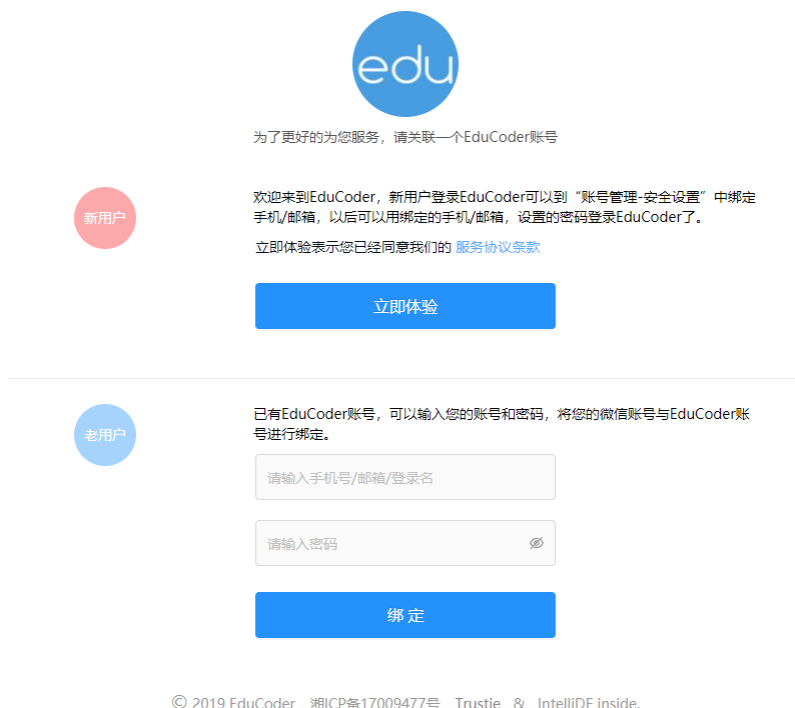 edu
为了更好的为您服务，请关联一个EduCoder账号
新用户
欢迎来到EduCoder，新用户登录EduCoder可以到“账号管理-安全设置”中绑定
手机/邮箱，以后可以用绑定的手机/邮箱，设置的密码登录EduCoder了。
立即体验表示您已经同意我们的 服务协议条款
立即体验
老用户
已有EduCoder账号，可以输入您的账号和密码，将您的微信账号与EduCoder账
号进行绑定。
请输入手机号/邮箱/登录名
请输入密码
绑 定
© 2019 EduCoder 湘ICP备17009477号 Trustie & IntelliDE inside.